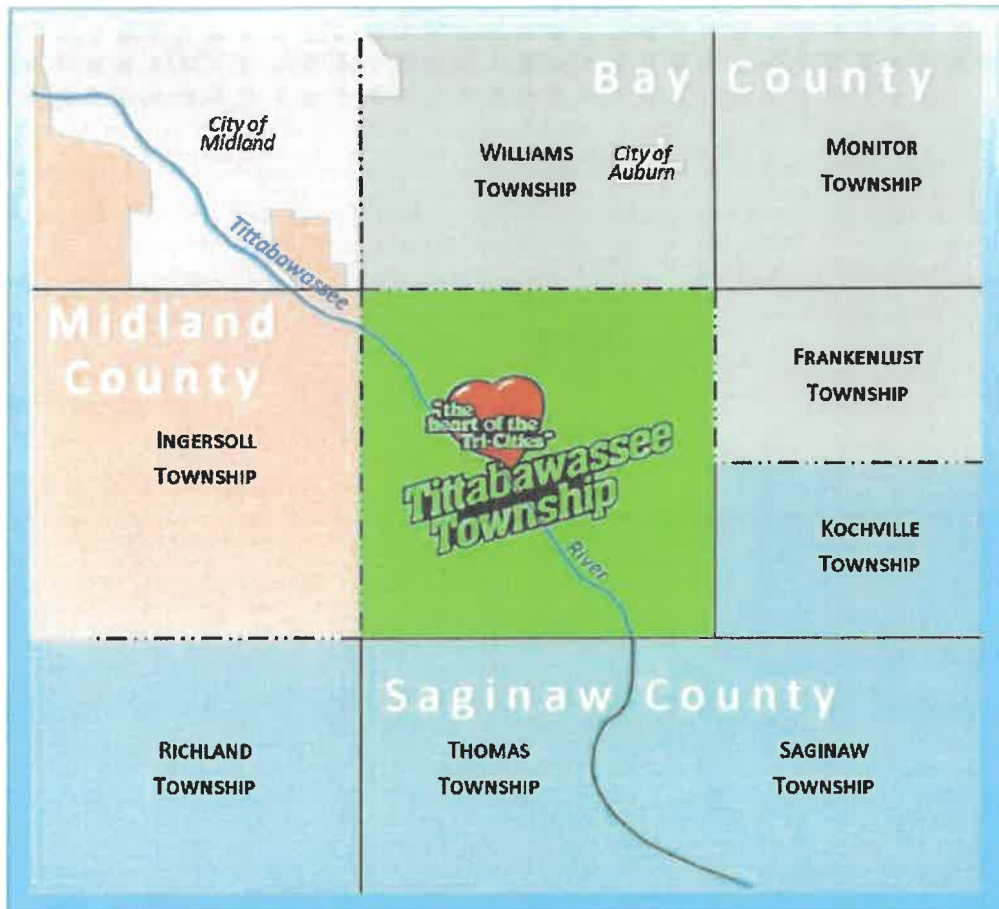 Bay County
City of
Midland
WILLIAMS
TOWNSHIP
City of
Auburn
MONITOR
TOWNSHIP
Tittabawassee
Midland
County
FRANKENLUST
TOWNSHIP
"the
heart of the
Tri-Cities"
Tittabawassee
Township
INGERSOLL
TOWNSHIP
KOCHVILLE
TOWNSHIP
River
Saginaw County
RICHLAND
TOWNSHIP
THOMAS
TOWNSHIP
SAGINAW
TOWNSHIP